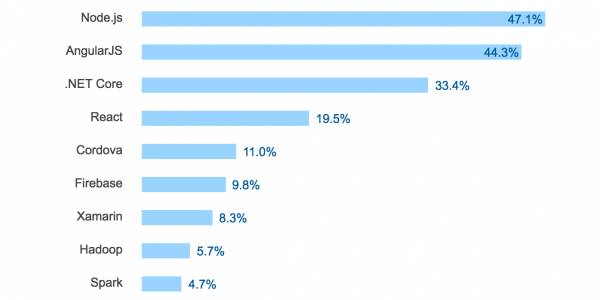 Node.js 47.1%
AngularJS 44.3%
.NET Core 33.4%
React 19.5%
Cordova 11.0%
Firebase 9.8%
Xamarin 8.3%
Hadoop 5.7%
Spark 4.7%